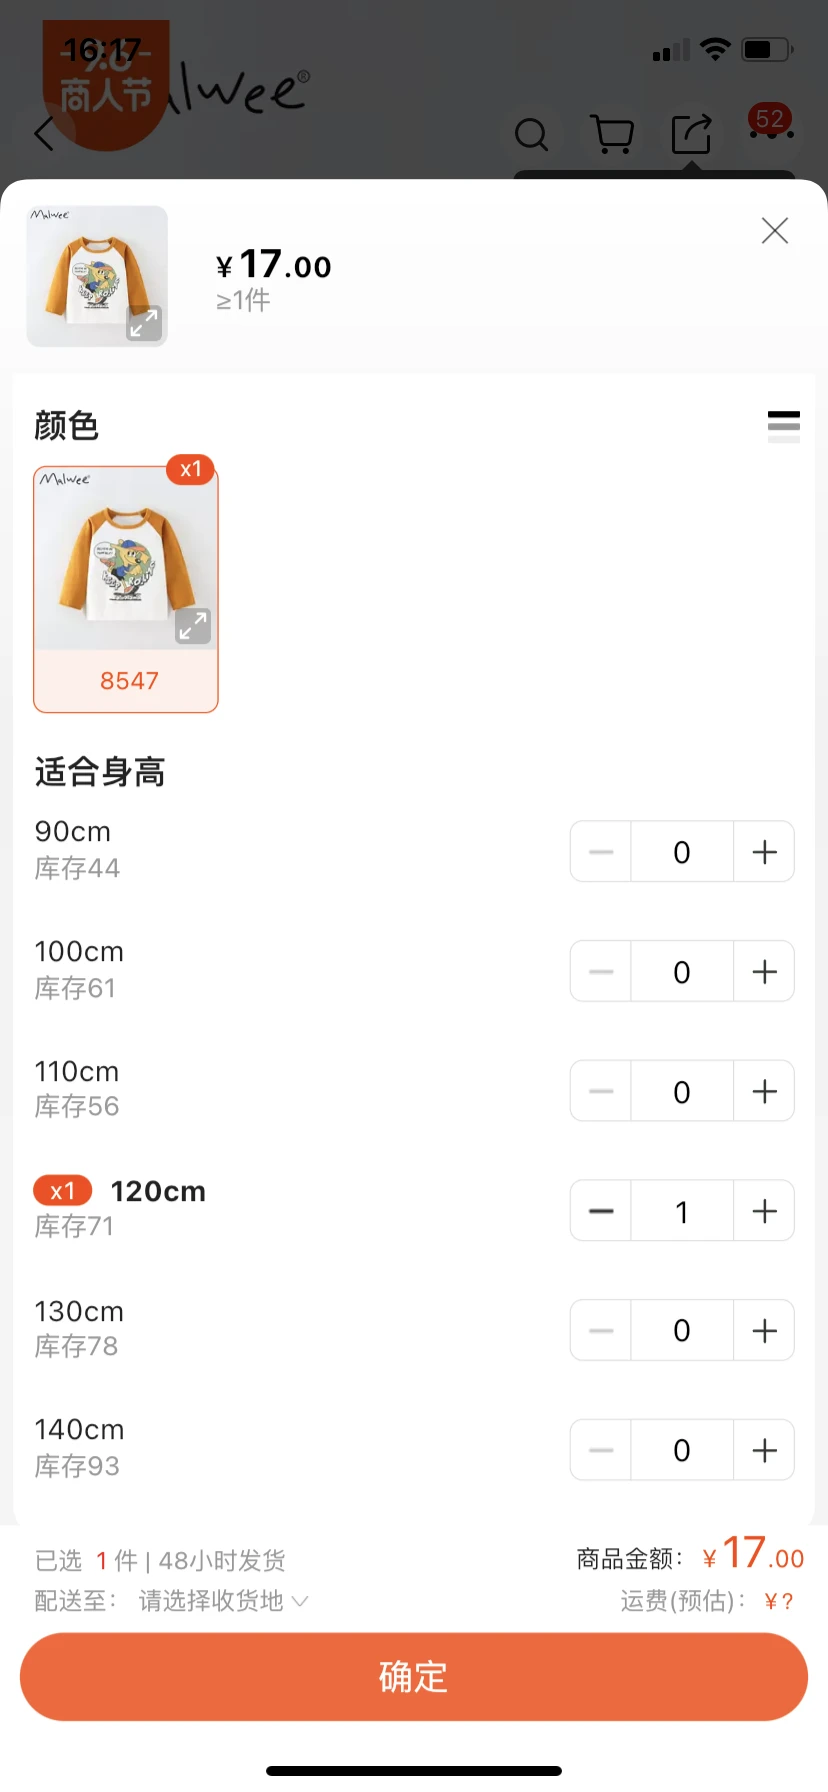 16:17
9.6
商人节
Malwee®
52
Malwee
¥17.00
≥1件
颜色
x1
Malwee
KEEP
8547
适合身高
90cm
库存44
0
100cm
库存61
0
110cm
库存56
0
x1 120cm
库存71
1
130cm
库存78
0
140cm
库存93
0
已选 1 件 | 48小时发货
商品金额: ¥17.00
配送至: 请选择收货地
运费(预估): ¥?
确定